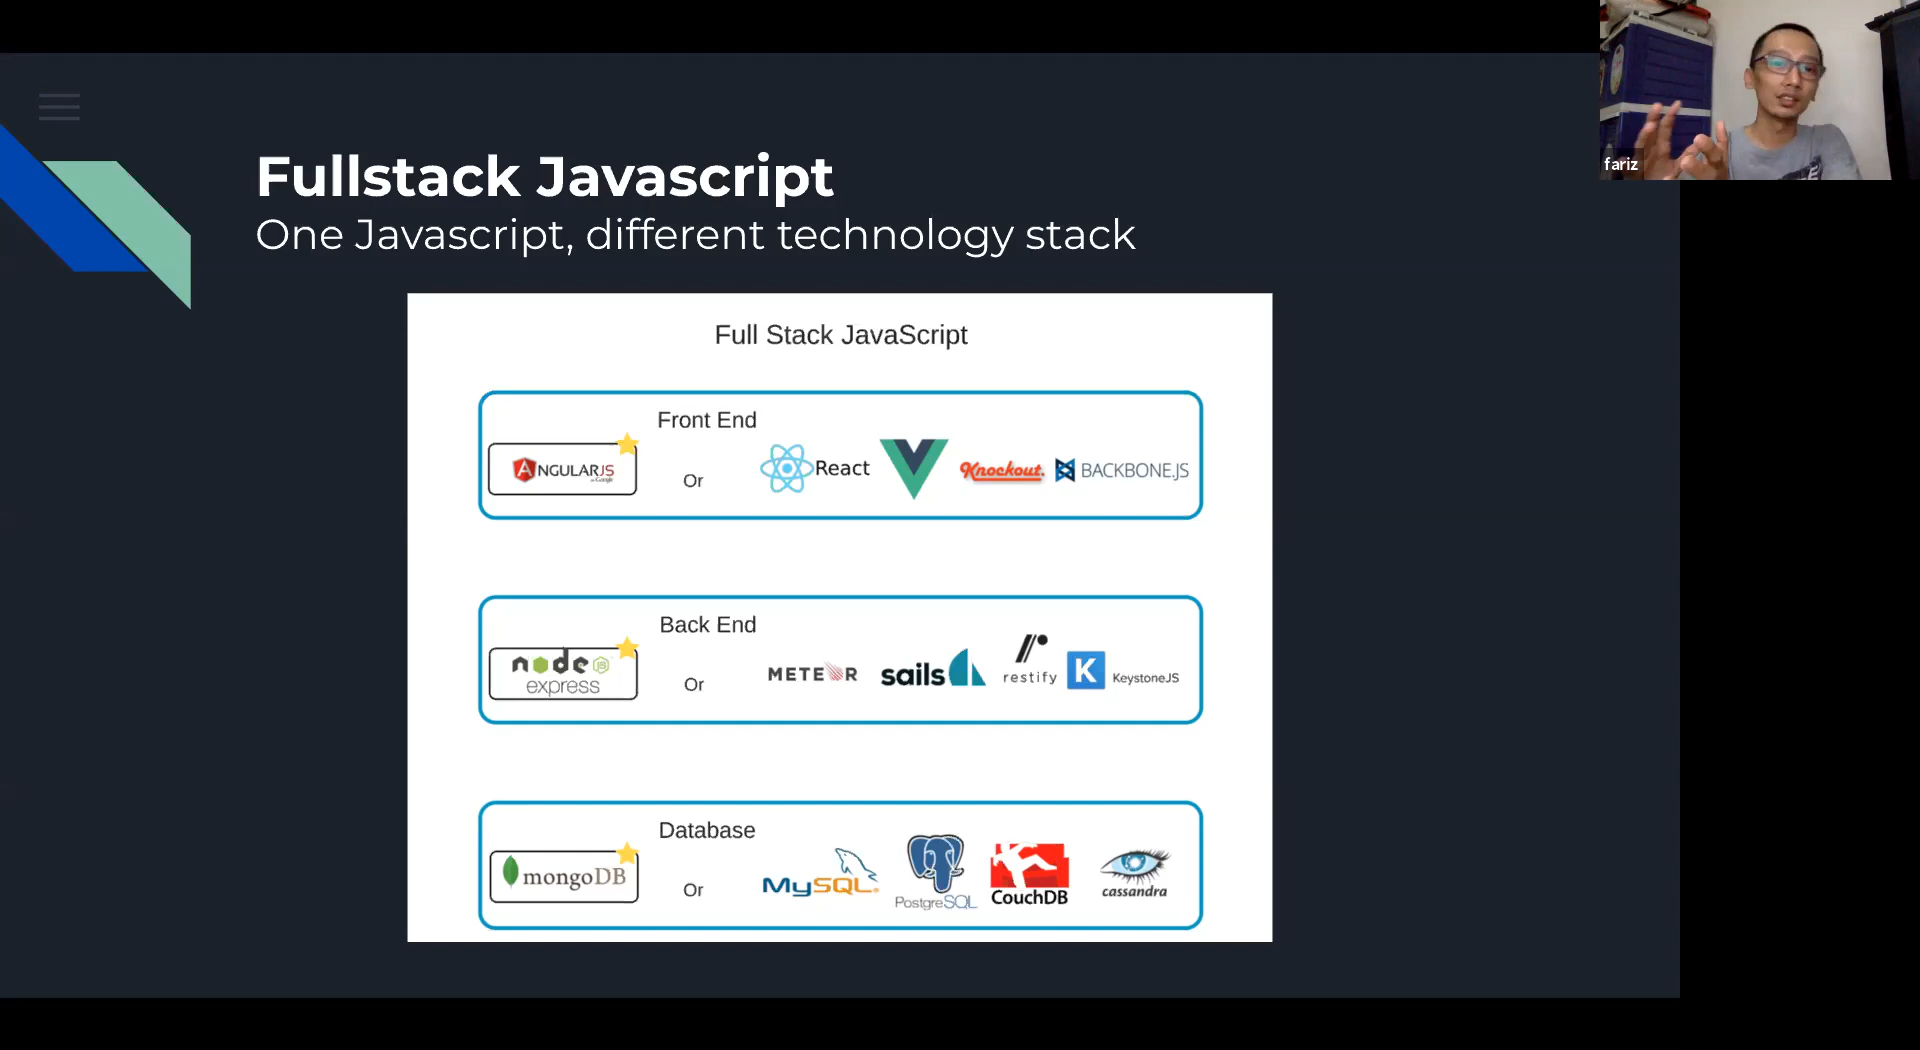 Fullstack Javascript
One Javascript, different technology stack
fariz
Full Stack JavaScript
Front End
ANGULARJS
Or
React
Knockout.
BACKBONE.JS
Back End
node JS
express
Or
METEOR
sails
restify
K KeystoneJS
Database
mongoDB
Or
MySQL®
PostgreSQL
CouchDB
cassandra